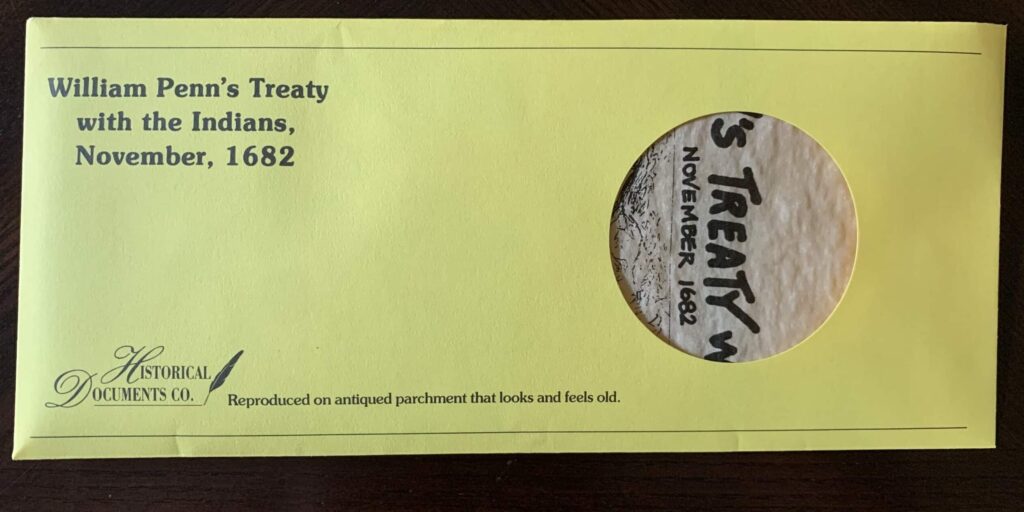 William Penn's Treaty
with the Indians,
November, 1682
'S TREATY
NOVEMBER 1682
HISTORICAL
DOCUMENTS CO.
Reproduced on antiqued parchment that looks and feels old.